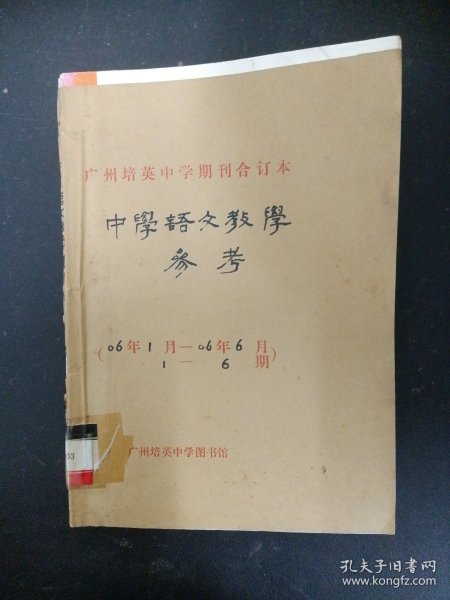 广州培英中学期刊合订本
中學語文教學
参考
(06年1月—06年6月
1— 6 期)
广州培英中学图书馆
03
孔夫子旧书网
www.kongfz.com